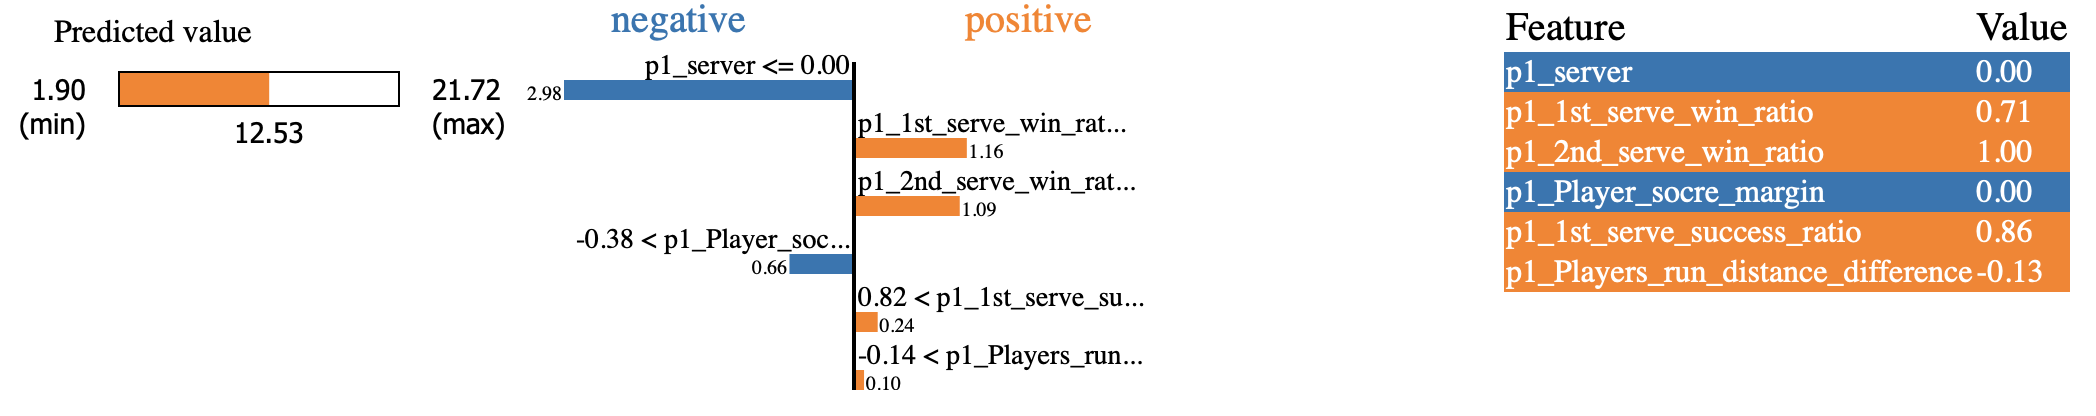 Predicted value
1.90
(min)
12.53
21.72
(max)
negative
positive
p1_server <= 0.00
2.98
p1_1st_serve_win_rat...
1.16
p1_2nd_serve_win_rat...
1.09
-0.38 < p1_Player_soc...
0.66
0.82 < p1_1st_serve_su...
0.24
-0.14 < p1_Players_run...
0.10
Feature Value
p1_server 0.00
p1_1st_serve_win_ratio 0.71
p1_2nd_serve_win_ratio 1.00
p1_Player_socre_margin 0.00
p1_1st_serve_success_ratio 0.86
p1_Players_run_distance_difference -0.13